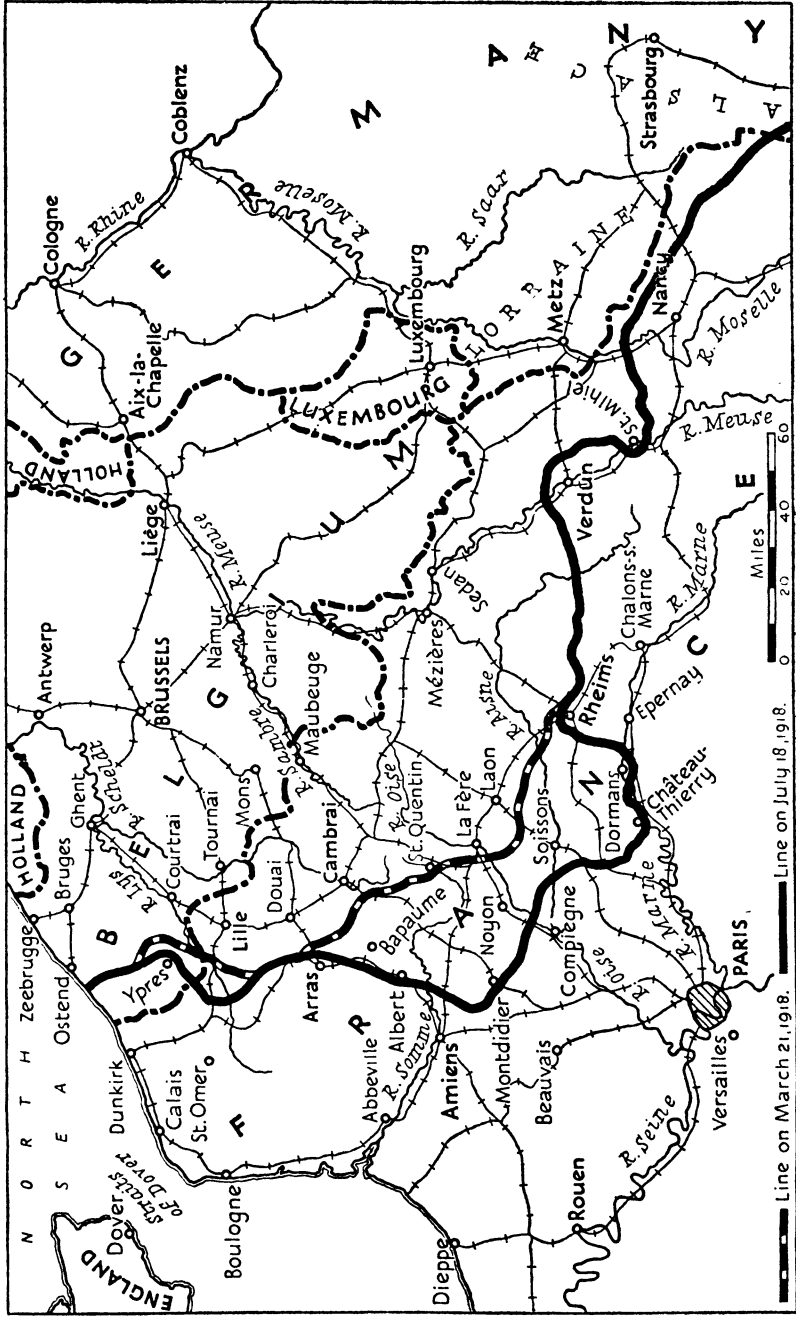 NORTH
SEA
Straits
of Dover
ENGLAND
Dover
Zeebrugge
Ostend
Bruges
HOLLAND
Ghent
Antwerp
R. Scheldt
R. Lys
BELGIUM
Dunkirk
Calais
St. Omer
Boulogne
Ypres
Courtrai
Tournai
Lille
BRUSSELS
Mons
Douai
Liége
HOLLAND
Aix-la-
Chapelle
Cologne
R. Rhine
Coblenz
GERMANY
R. Meuse
Namur
Charleroi
R. Sambre
Maubeuge
Cambrai
Arras
Bapaume
Albert
Abbeville
R. Somme
Amiens
FRANCE
Dieppe
Rouen
R. Seine
Beauvais
Montdidier
Noyon
Compiègne
St. Quentin
R. Oise
La Fère
Laon
Soissons
R. Aisne
Mézières
Sedan
LUXEMBOURG
Luxembourg
R. Moselle
R. Saar
LORRAINE
Metz
Verdun
St. Mihiel
Nancy
R. Moselle
R. Meuse
Strasbourg
ALSACE
Rheims
Epernay
Chalons-s.
Marne
R. Marne
Dormans
Château-
Thierry
R. Marne
R. Oise
PARIS
Versailles
0 20 40 60
Miles
Line on March 21, 1918.
Line on July 18, 1918.